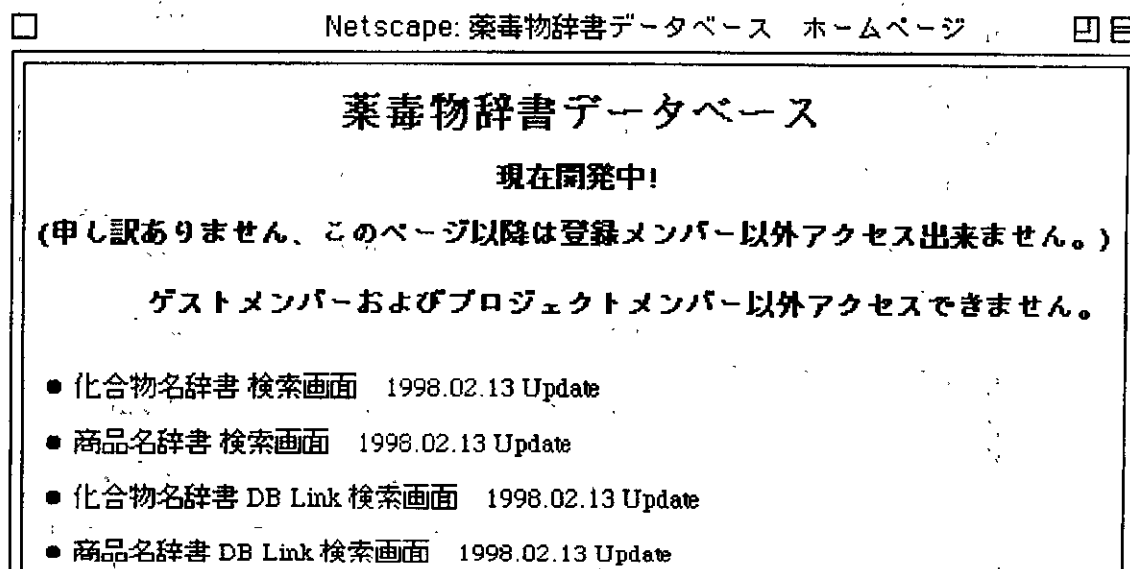 Netscape: 薬毒物辞書データベース　ホームページ
薬毒物辞書データベース
現在開発中!
(申し訳ありません、このページ以降は登録メンバー以外アクセス出来ません。)
ゲストメンバーおよびプロジェクトメンバー以外アクセスできません。
● 化合物名辞書 検索画面　1998.02.13 Update
● 商品名辞書 検索画面　1998.02.13 Update
● 化合物名辞書 DB Link 検索画面　1998.02.13 Update
● 商品名辞書 DB Link 検索画面　1998.02.13 Update